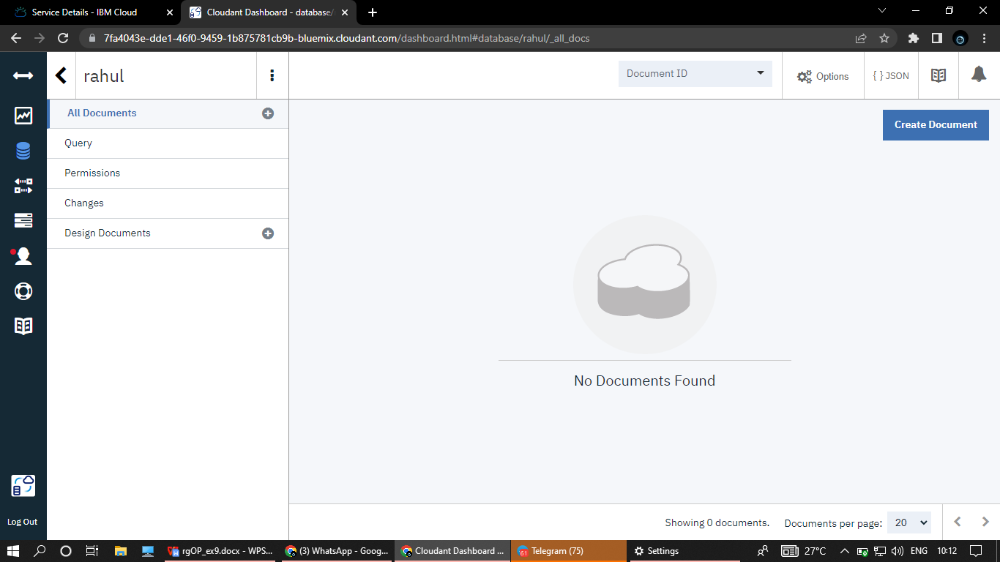 Service Details - IBM Cloud
Cloudant Dashboard - database/
7fa4043e-dde1-46f0-9459-1b875781cb9b-bluemix.cloudant.com/dashboard.html#database/rahul/_all_docs
rahul
Document ID
Options
{ } JSON
All Documents
Create Document
Query
Permissions
Changes
Design Documents
No Documents Found
Log Out
Showing 0 documents.
Documents per page:
20
rgOP_ex9.docx - WPS...
(3) WhatsApp - Goog...
Cloudant Dashboard ...
61
Telegram (75)
Settings
27°C
ENG
10:12